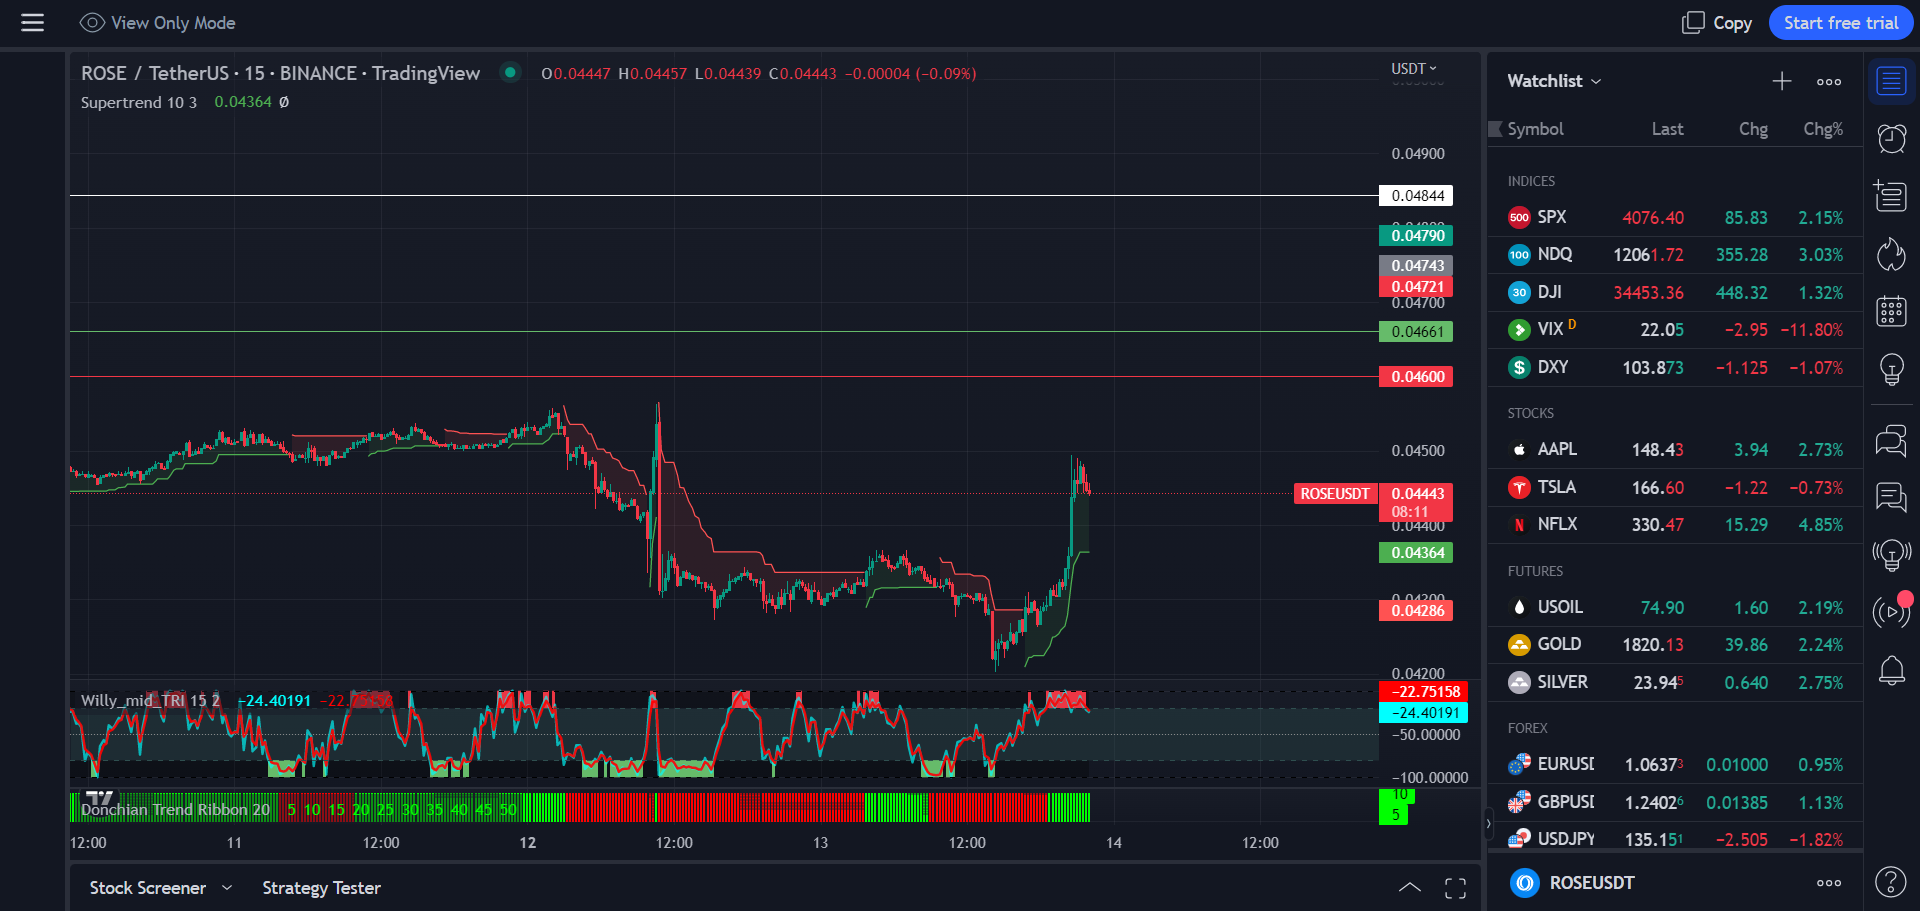 View Only Mode
Copy
Start free trial
ROSE / TetherUS · 15 · BINANCE · TradingView
O0.04447 H0.04457 L0.04439 C0.04443 −0.00004 (−0.09%)
Supertrend 10 3 0.04364 Ø
USDT
0.04900
0.04844
0.04790
0.04743
0.04721
0.04700
0.04661
0.04600
0.04500
ROSEUSDT 0.04443
08:11
0.04400
0.04364
0.04286
0.04200
Willy_mid_TRI 15 2 −24.40191
−22.75158
−24.40191
−50.00000
−100.00000
Donchian Trend Ribbon 20 5 10 15 20 25 30 35 40 45 50
10
5
12:00 11 12:00 12 12:00 13 12:00 14 12:00
Stock Screener
Strategy Tester
Watchlist
Symbol Last Chg Chg%
INDICES
500 SPX 4076.40 85.83 2.15%
100 NDQ 12061.72 355.28 3.03%
30 DJI 34453.36 448.32 1.32%
VIX D 22.05 −2.95 −11.80%
$ DXY 103.873 −1.125 −1.07%
STOCKS
AAPL 148.43 3.94 2.73%
TSLA 166.60 −1.22 −0.73%
N NFLX 330.47 15.29 4.85%
FUTURES
USOIL 74.90 1.60 2.19%
GOLD 1820.13 39.86 2.24%
SILVER 23.945 0.640 2.75%
FOREX
EURUSD 1.06373 0.01000 0.95%
GBPUSD 1.24026 0.01385 1.13%
USDJPY 135.151 −2.505 −1.82%
ROSEUSDT